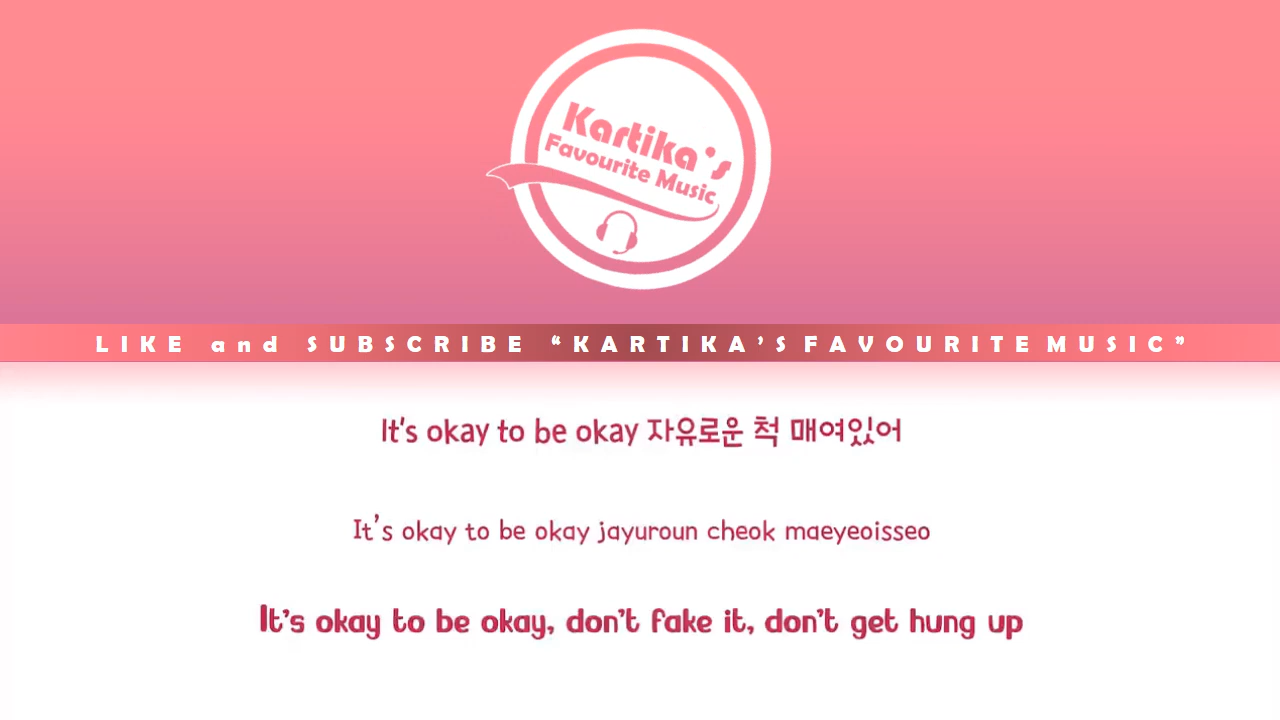 Kartika's
Favourite Music
LIKE and SUBSCRIBE “KARTIKA’S FAVOURITE MUSIC”
It's okay to be okay 자유로운 척 매여있어
It’s okay to be okay jayuroun cheok maeyeoisseo
It’s okay to be okay, don’t fake it, don’t get hung up